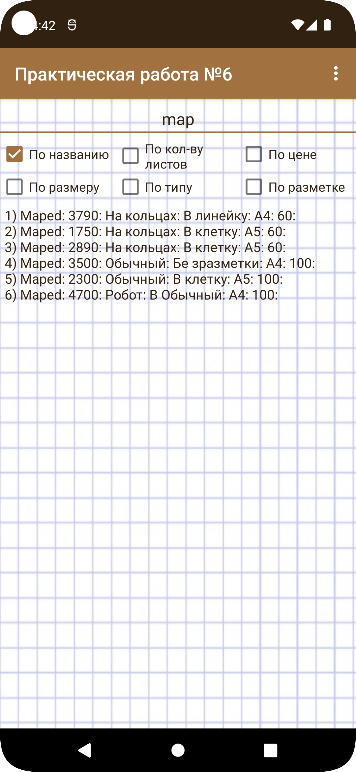 :42
Практическая работа №6
map
По названию
По кол-ву
листов
По цене
По размеру
По типу
По разметке
1) Maped: 3790: На кольцах: В линейку: А4: 60:
2) Maped: 1750: На кольцах: В клетку: А5: 60:
3) Maped: 2890: На кольцах: В клетку: А5: 60:
4) Maped: 3500: Обычный: Бе зразметки: А4: 100:
5) Maped: 2300: Обычный: В клетку: А5: 100:
6) Maped: 4700: Робот: В Обычный: А4: 100: